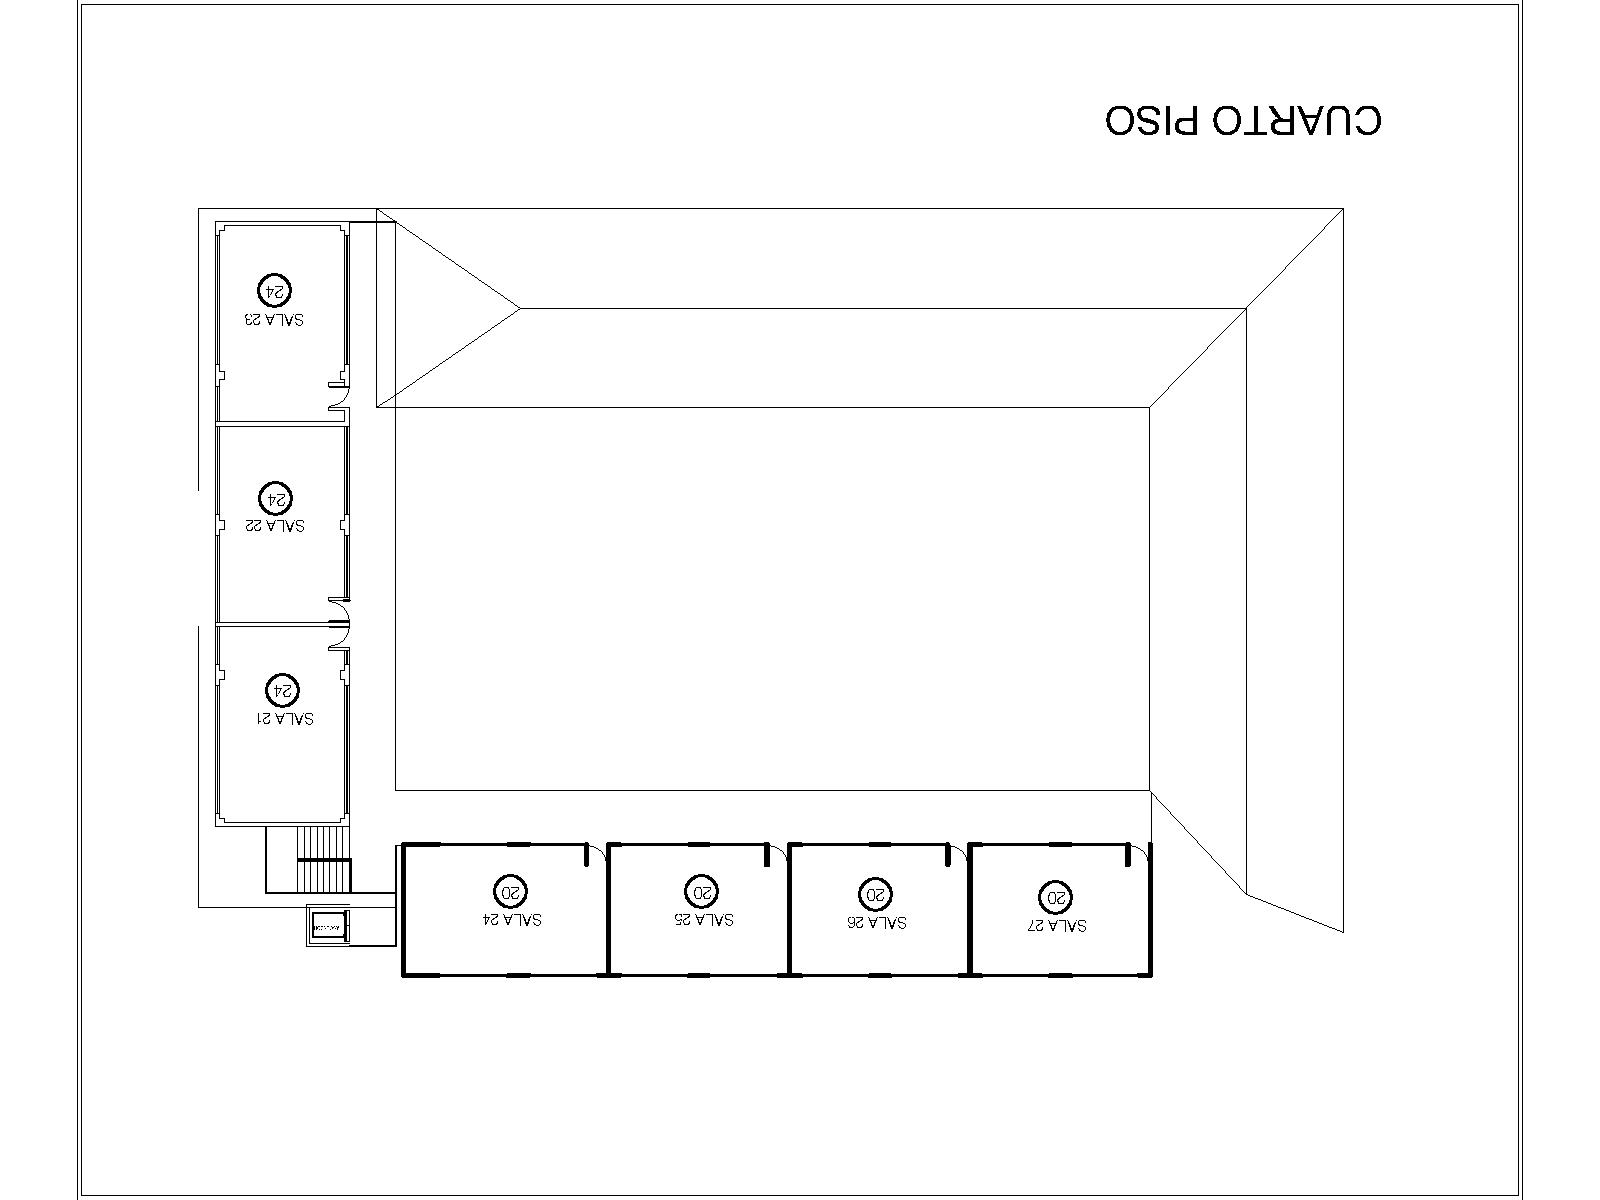 CUARTO PISO
24
SALA 23
24
SALA 22
24
SALA 21
20
SALA 24
20
SALA 25
20
SALA 26
20
SALA 27